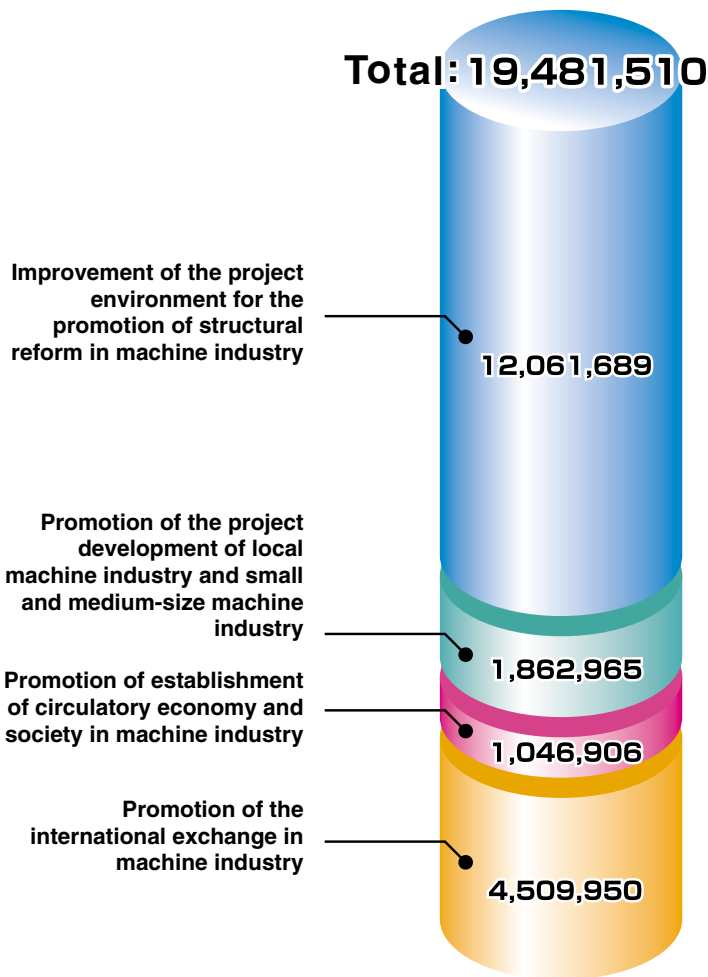 Total: 19,481,510
Improvement of the project
environment for the
promotion of structural
reform in machine industry
12,061,689
Promotion of the project
development of local
machine industry and small
and medium-size machine
industry
1,862,965
Promotion of establishment
of circulatory economy and
society in machine industry
1,046,906
Promotion of the
international exchange in
machine industry
4,509,950